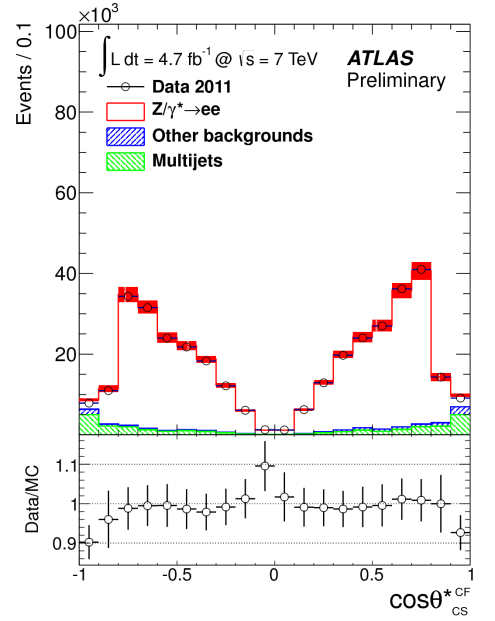 ×10³
Events / 0.1
100
80
60
40
20
∫ L dt = 4.7 fb⁻¹ @ √s = 7 TeV
ATLAS
Preliminary
Data 2011
Z/γ*→ee
Other backgrounds
Multijets
Data/MC
1.1
1
0.9
-1 -0.5 0 0.5 1
cosθ*CF CS